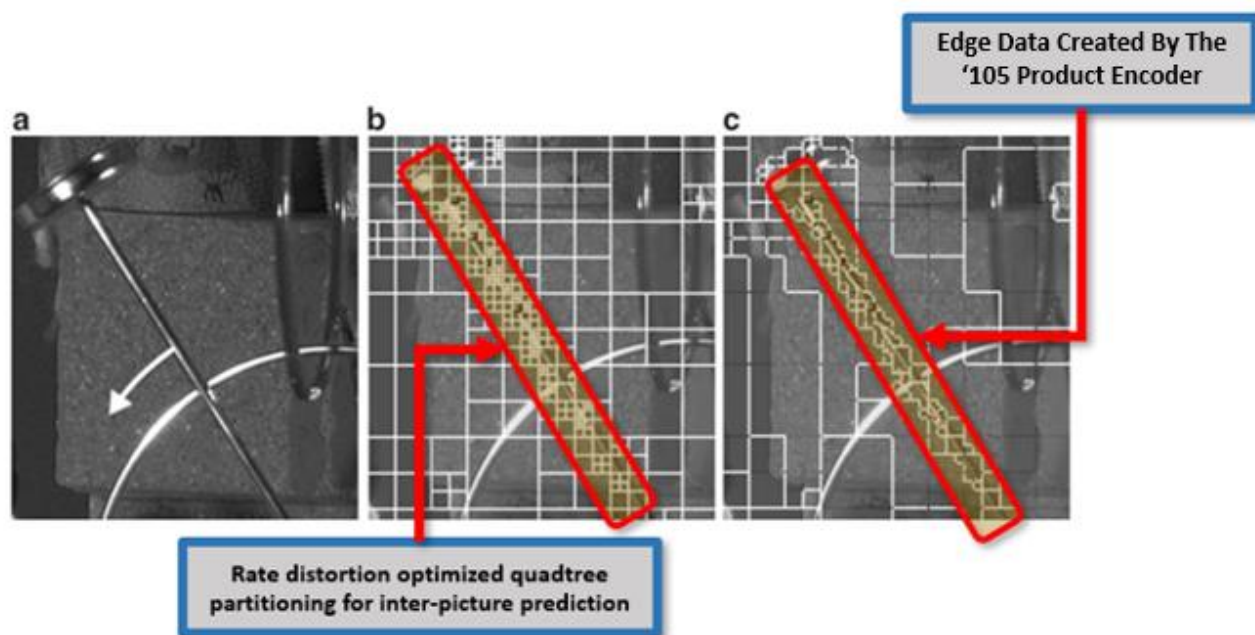 Edge Data Created By The
‘105 Product Encoder
a
b
c
Rate distortion optimized quadtree
partitioning for inter-picture prediction